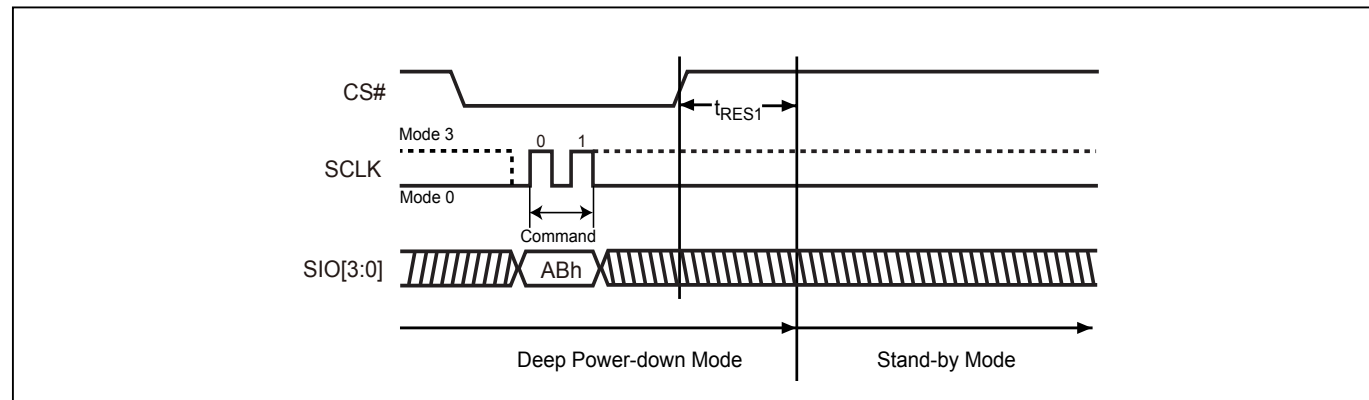 CS#
tRES1
Mode 3
0 1
SCLK
Mode 0
Command
SIO[3:0]
ABh
Deep Power-down Mode
Stand-by Mode